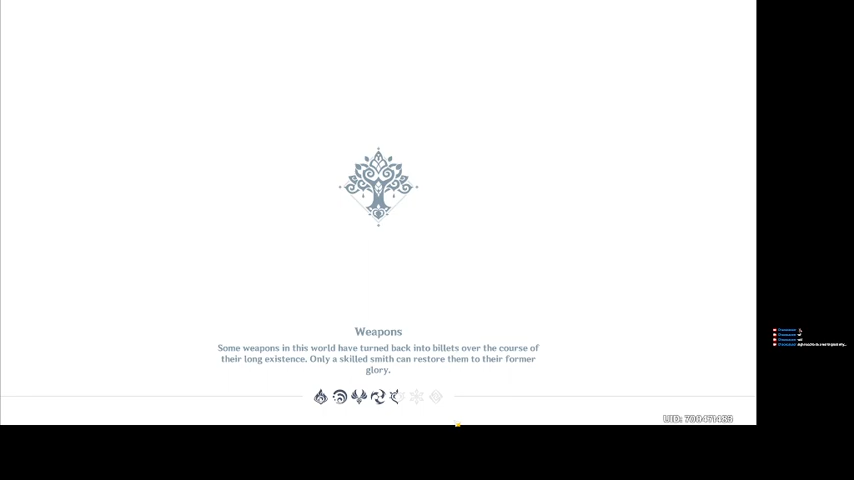 Weapons
Some weapons in this world have turned back into billets over the course of
their long existence. Only a skilled smith can restore them to their former
glory.